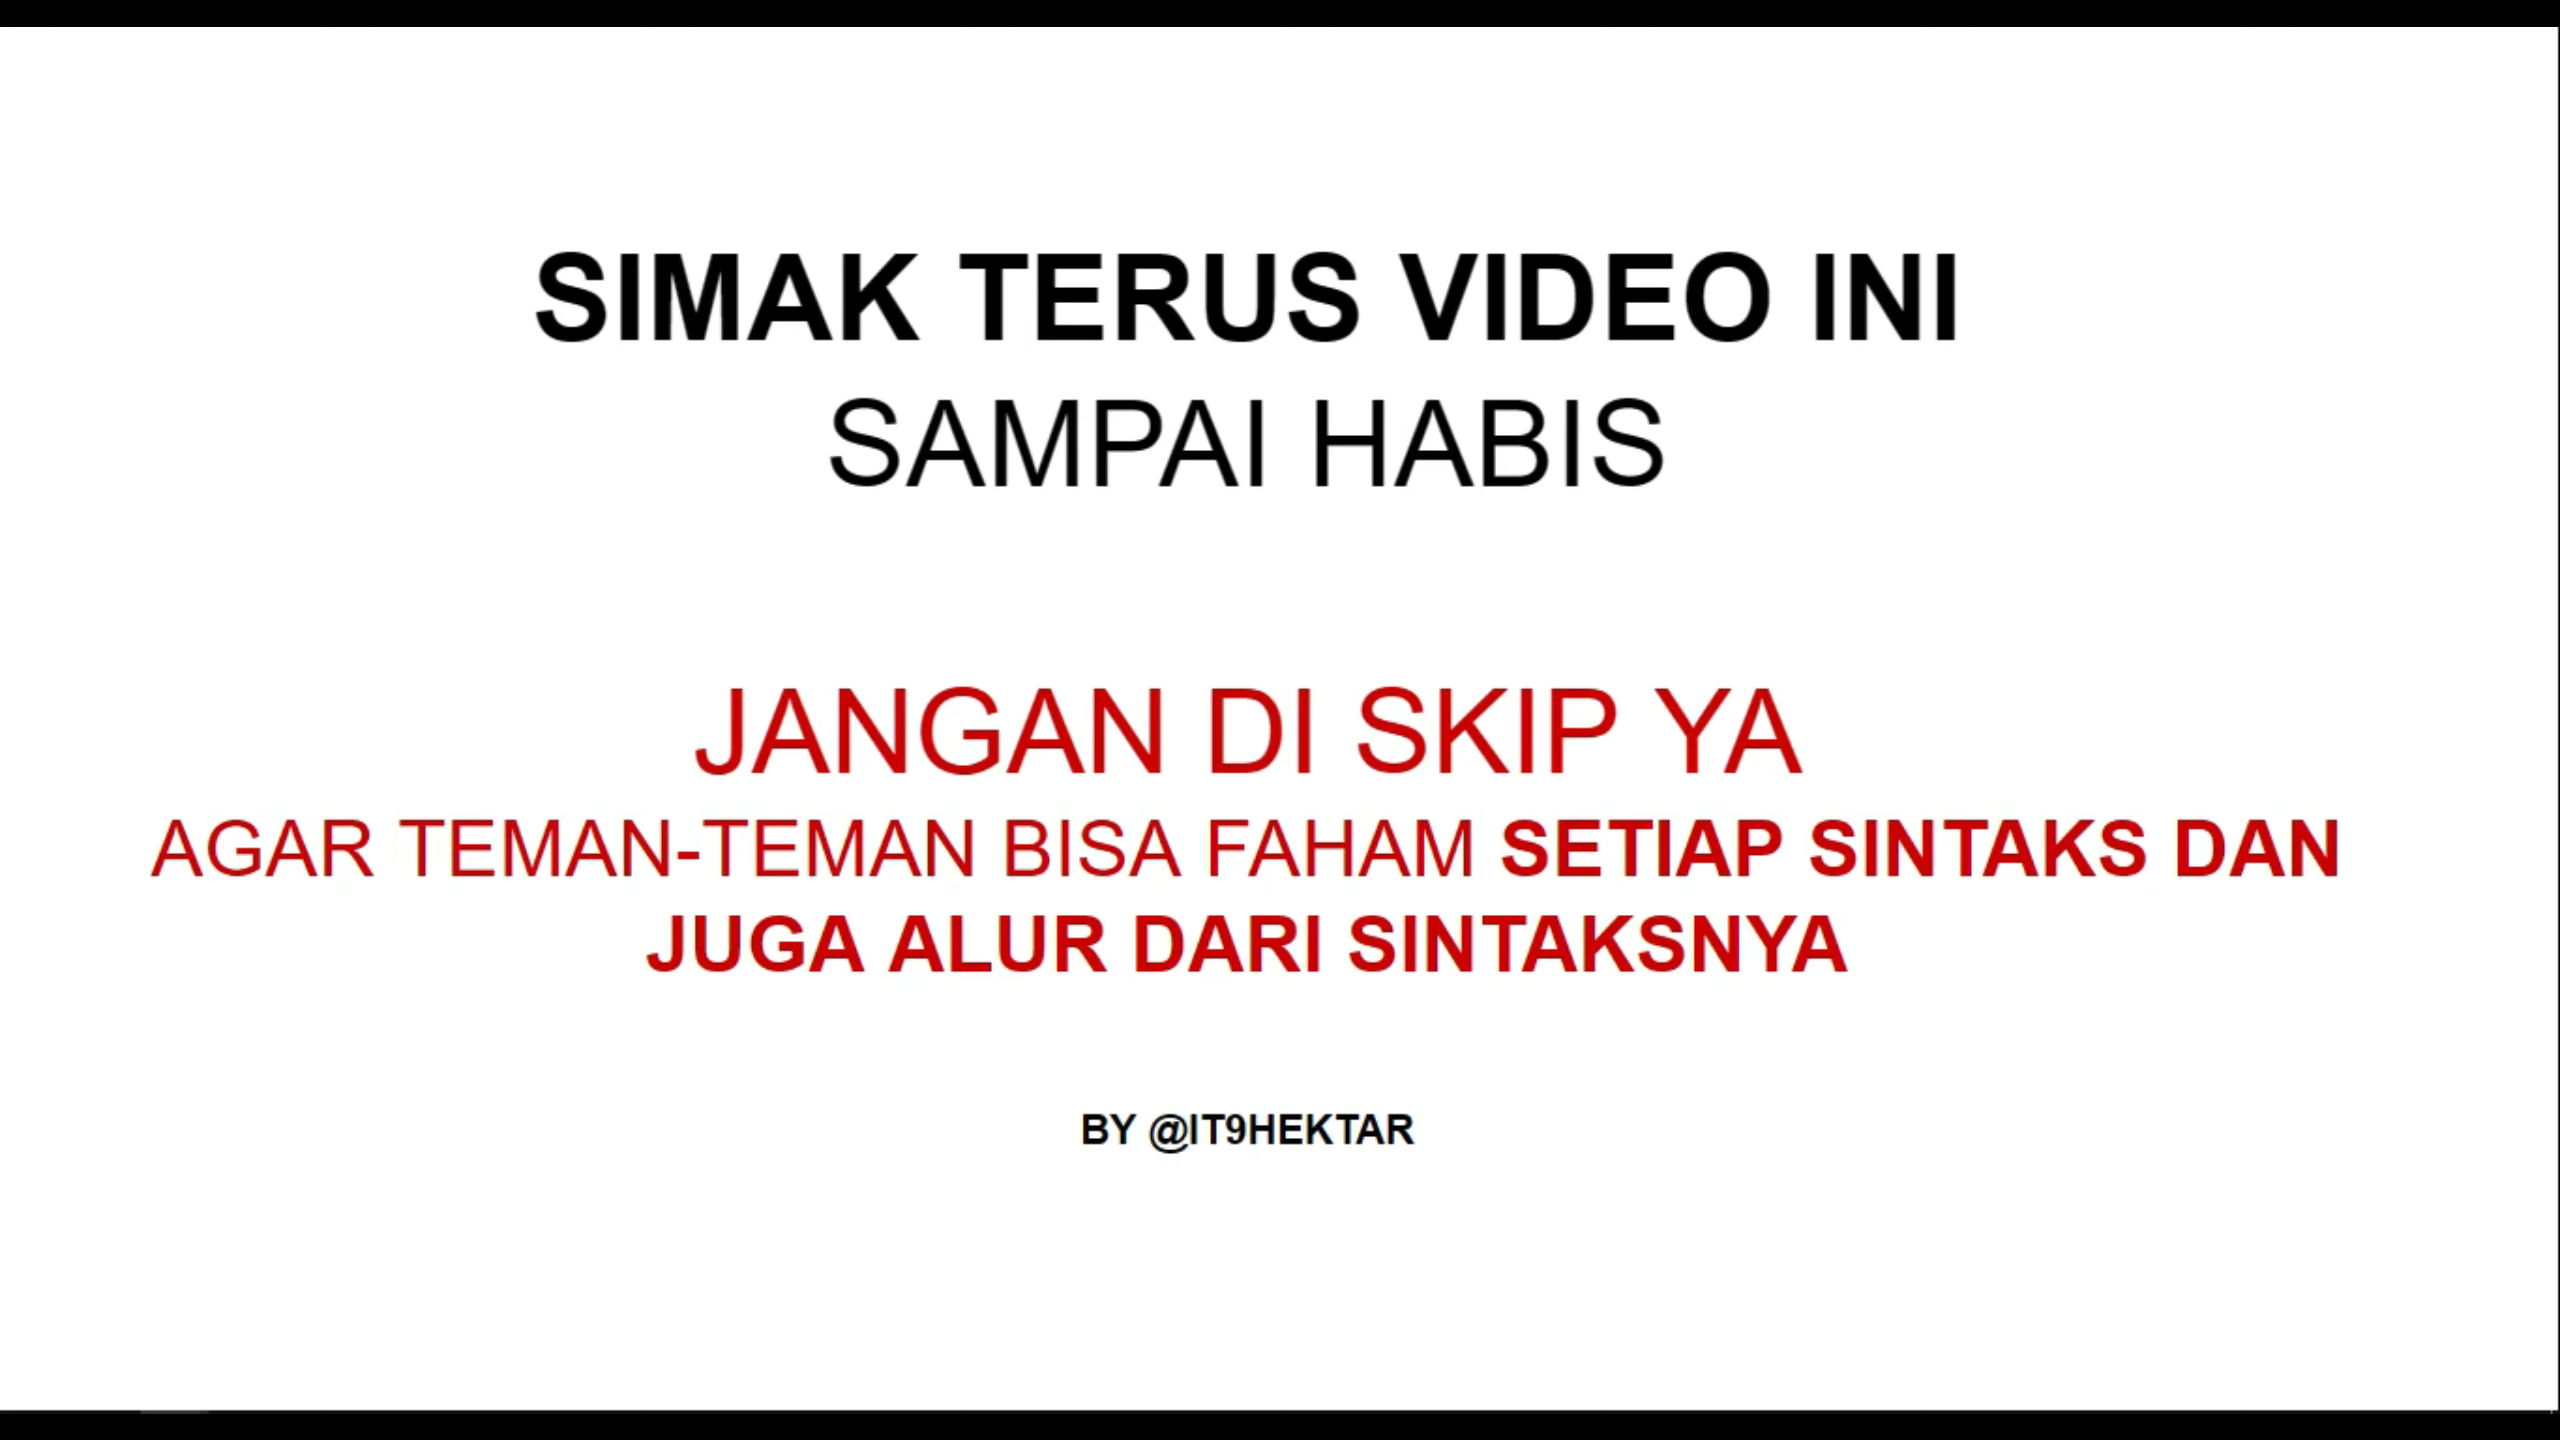 SIMAK TERUS VIDEO INI
SAMPAI HABIS
JANGAN DI SKIP YA
AGAR TEMAN-TEMAN BISA FAHAM SETIAP SINTAKS DAN
JUGA ALUR DARI SINTAKSNYA
BY @IT9HEKTAR